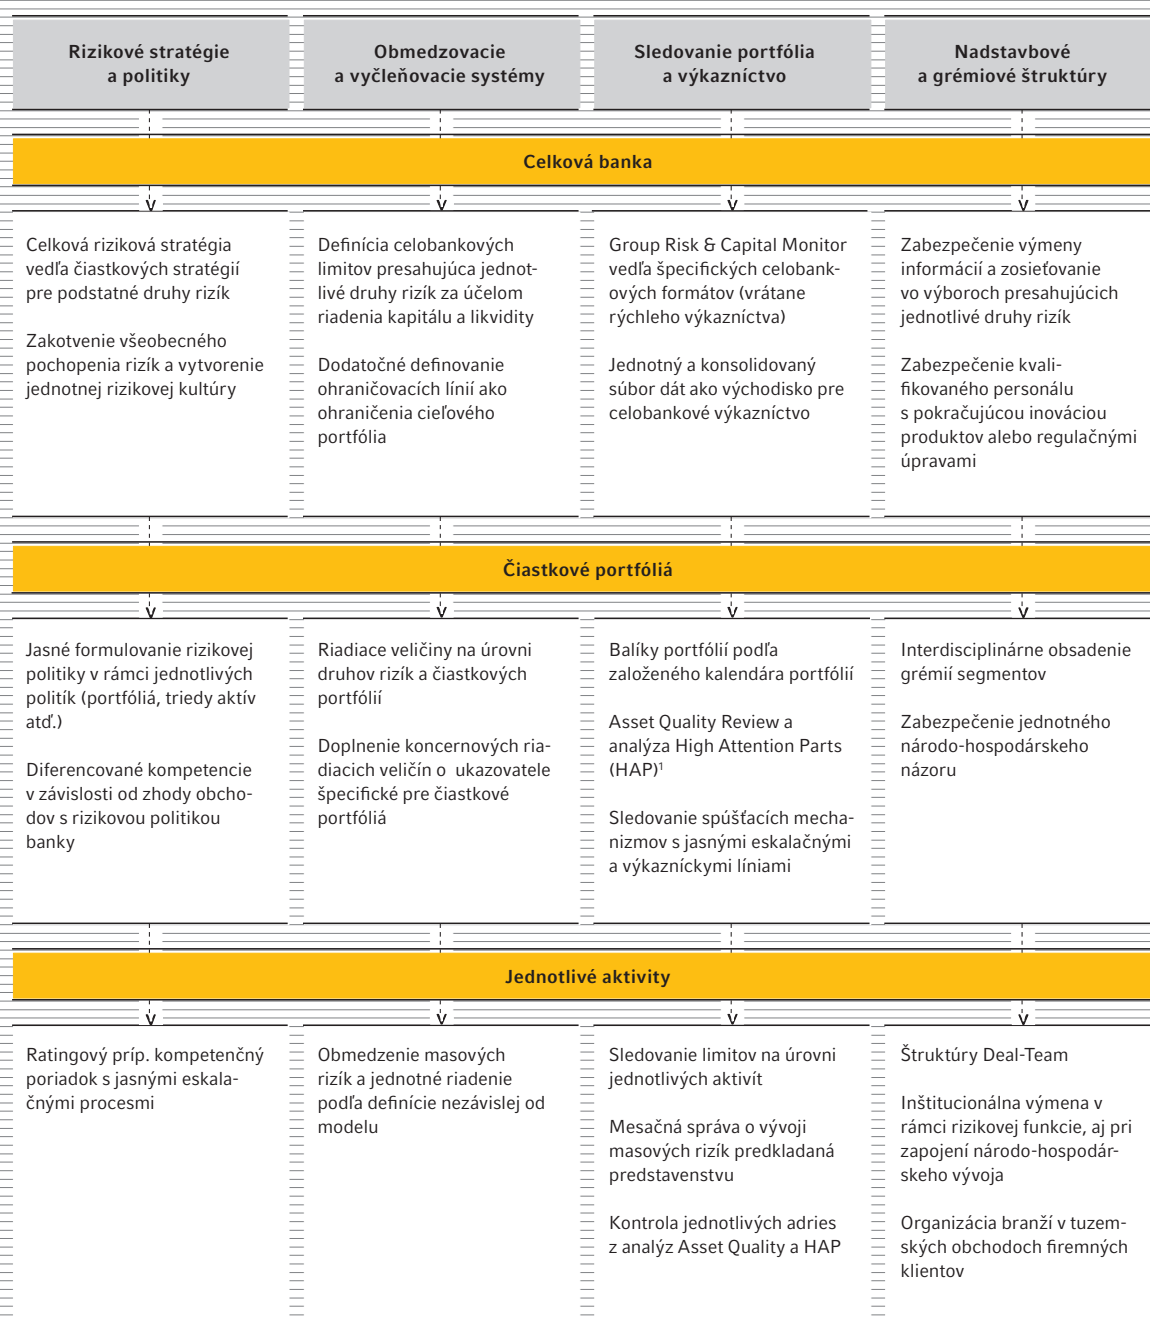 Rizikové stratégie
a politiky
Obmedzovacie
a vyčleňovacie systémy
Sledovanie portfólia
a výkazníctvo
Nadstavbové
a grémiové štruktúry
Celková banka
Celková riziková stratégia
vedľa čiastkových stratégií
pre podstatné druhy rizík
Zakotvenie všeobecného
pochopenia rizík a vytvorenie
jednotnej rizikovej kultúry
Definícia celobankových
limitov presahujúca jednot-
livé druhy rizík za účelom
riadenia kapitálu a likvidity
Dodatočné definovanie
ohraničovacích línií ako
ohraničenia cieľového
portfólia
Group Risk & Capital Monitor
vedľa špecifických celobank-
ových formátov (vrátane
rýchleho výkazníctva)
Jednotný a konsolidovaný
súbor dát ako východisko pre
celobankové výkazníctvo
Zabezpečenie výmeny
informácií a zosieťovanie
vo výboroch presahujúcich
jednotlivé druhy rizík
Zabezpečenie kvali-
fikovaného personálu
s pokračujúcou inováciou
produktov alebo regulačnými
úpravami
Čiastkové portfóliá
Jasné formulovanie rizikovej
politiky v rámci jednotlivých
politík (portfóliá, triedy aktív
atď.)
Diferencované kompetencie
v závislosti od zhody obcho-
dov s rizikovou politikou
banky
Riadiace veličiny na úrovni
druhov rizík a čiastkových
portfólií
Doplnenie koncernových ria-
diacich veličín o ukazovatele
špecifické pre čiastkové
portfóliá
Balíky portfólií podľa
založeného kalendára portfólií
Asset Quality Review a
analýza High Attention Parts
(HAP)¹
Sledovanie spúšťacích mecha-
nizmov s jasnými eskalačnými
a výkazníckymi líniami
Interdisciplinárne obsadenie
grémií segmentov
Zabezpečenie jednotného
národo-hospodárskeho
názoru
Jednotlivé aktivity
Ratingový príp. kompetenčný
poriadok s jasnými eskala-
čnými procesmi
Obmedzenie masových
rizík a jednotné riadenie
podľa definície nezávislej od
modelu
Sledovanie limitov na úrovni
jednotlivých aktivít
Mesačná správa o vývoji
masových rizík predkladaná
predstavenstvu
Kontrola jednotlivých adries
z analýz Asset Quality a HAP
Štruktúry Deal-Team
Inštitucionálna výmena v
rámci rizikovej funkcie, aj pri
zapojení národo-hospodár-
skeho vývoja
Organizácia branží v tuzem-
ských obchodoch firemných
klientov